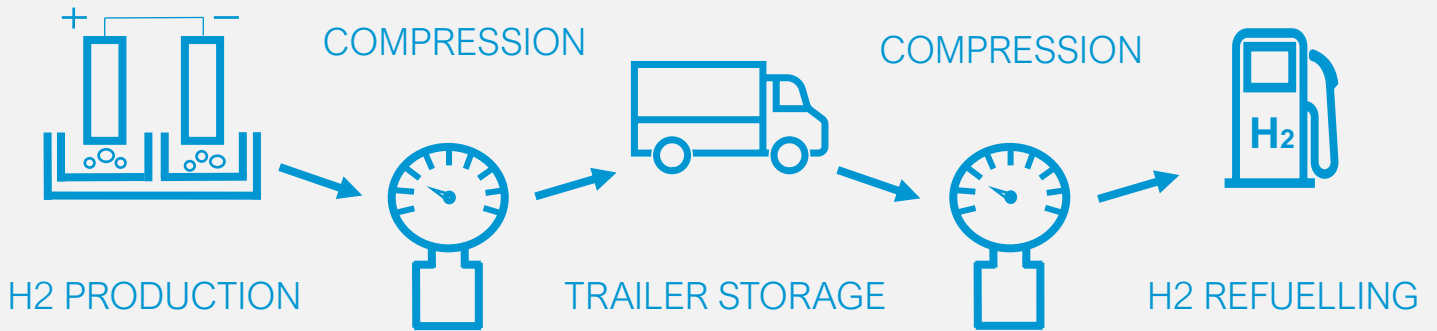 + −
COMPRESSION
COMPRESSION
H2
H2 PRODUCTION
TRAILER STORAGE
H2 REFUELLING